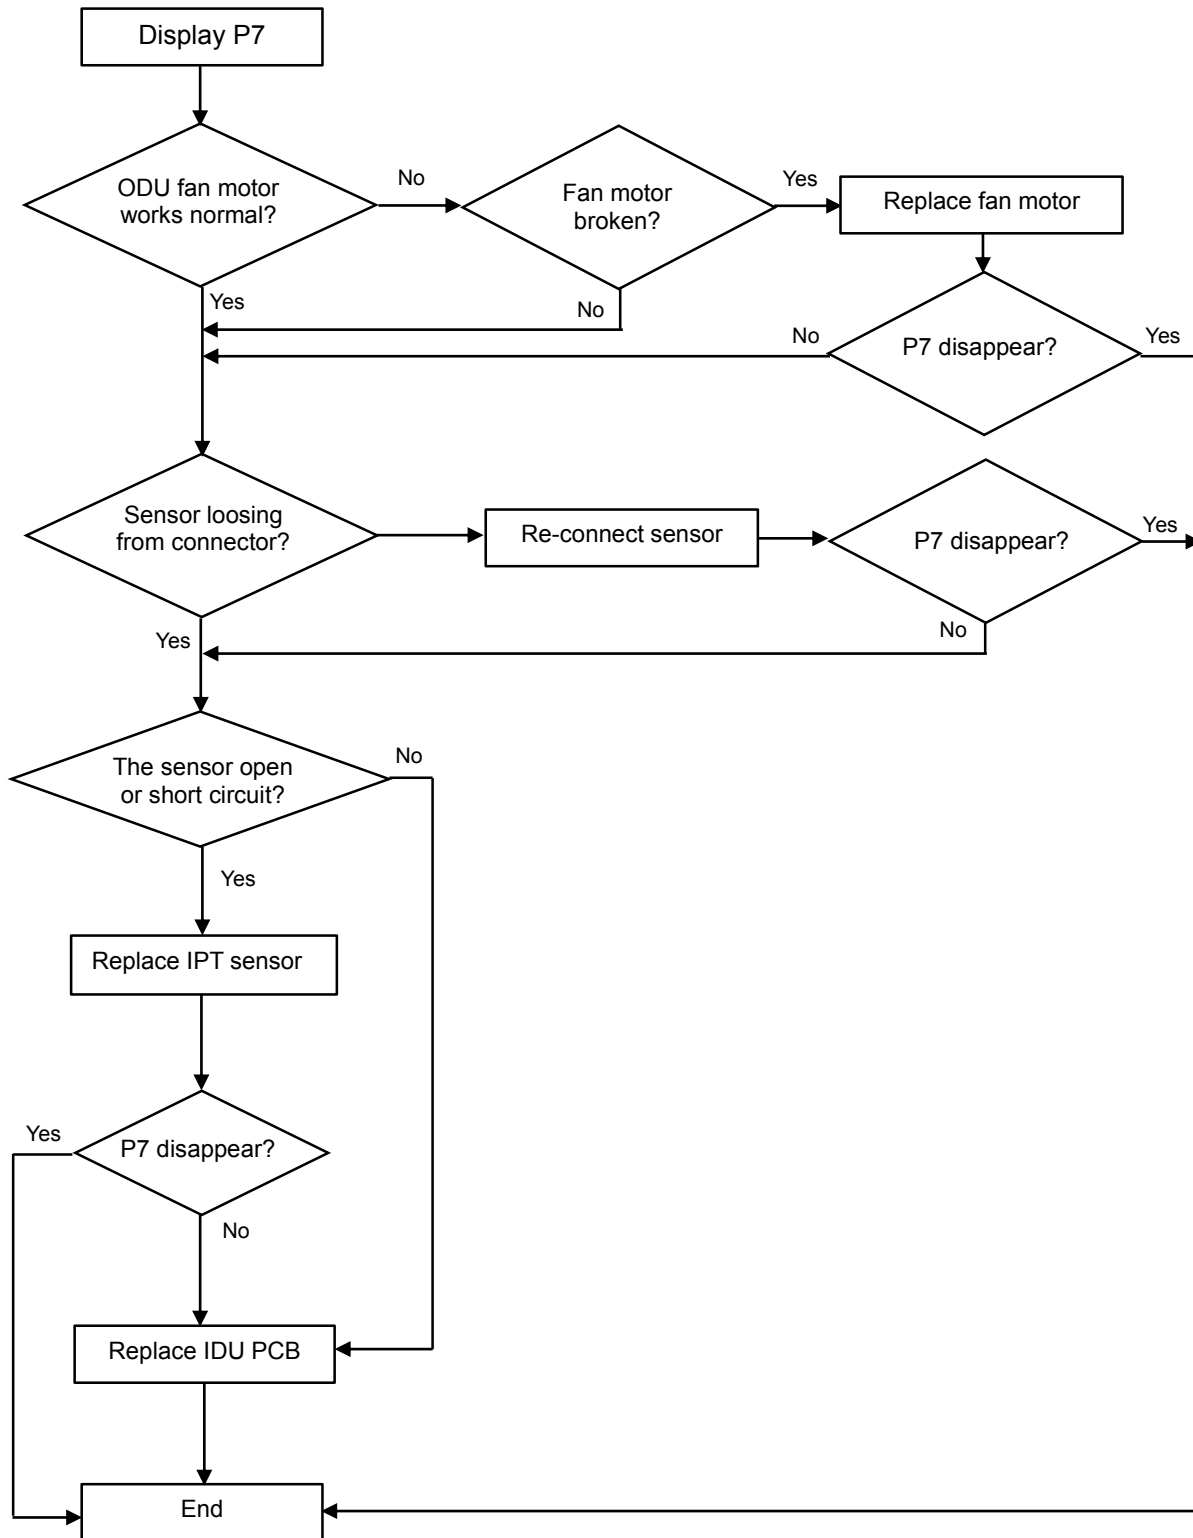 Display P7
ODU fan motor
works normal?
No
Fan motor
broken?
Yes
Replace fan motor
Yes
No
No
P7 disappear?
Yes
Sensor loosing
from connector?
Re-connect sensor
P7 disappear?
Yes
Yes
No
The sensor open
or short circuit?
No
Yes
Replace IPT sensor
Yes
P7 disappear?
No
Replace IDU PCB
End